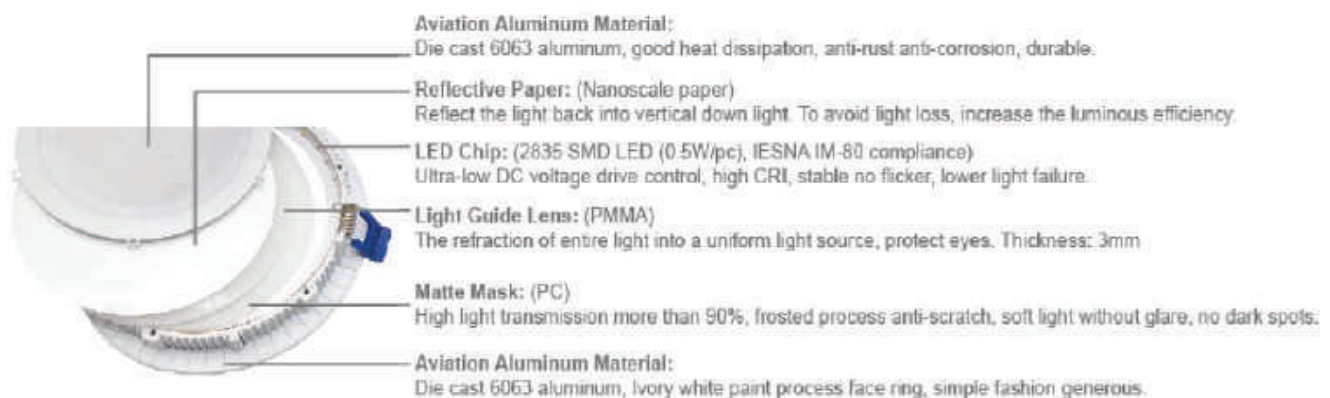 Aviation Aluminum Material:
Die cast 6063 aluminum, good heat dissipation, anti-rust anti-corrosion, durable.
Reflective Paper: (Nanoscale paper)
Reflect the light back into vertical down light. To avoid light loss, increase the luminous efficiency.
LED Chip: (2835 SMD LED (0.5W/pc), IESNA IM-80 compliance)
Ultra-low DC voltage drive control, high CRI, stable no flicker, lower light failure.
Light Guide Lens: (PMMA)
The refraction of entire light into a uniform light source, protect eyes. Thickness: 3mm
Matte Mask: (PC)
High light transmission more than 90%, frosted process anti-scratch, soft light without glare, no dark spots.
Aviation Aluminum Material:
Die cast 6063 aluminum, Ivory white paint process face ring, simple fashion generous.